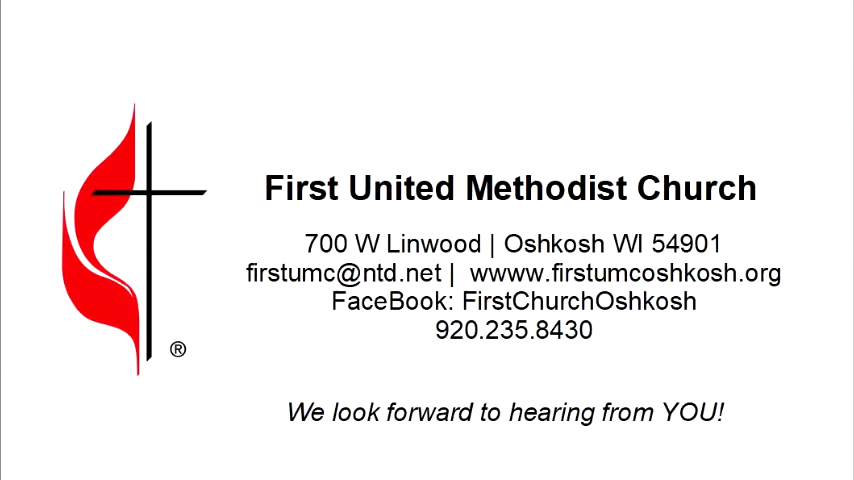 First United Methodist Church
700 W Linwood | Oshkosh WI 54901
firstumc@ntd.net | wwww.firstumcoshkosh.org
FaceBook: FirstChurchOshkosh
920.235.8430
®
We look forward to hearing from YOU!